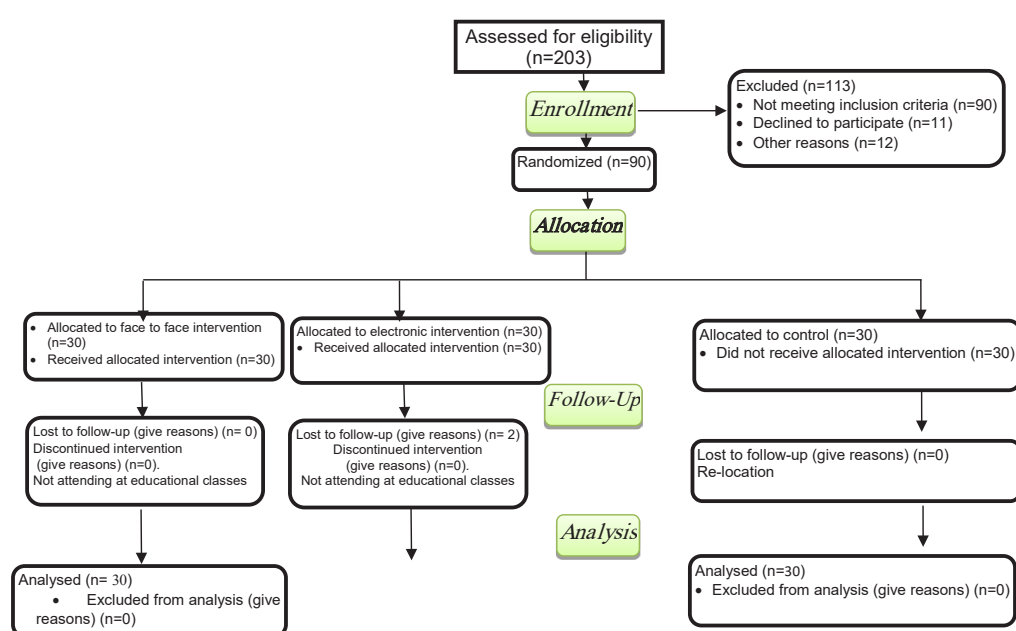 Assessed for eligibility
(n=203)
Enrollment
Excluded (n=113)
• Not meeting inclusion criteria (n=90)
• Declined to participate (n=11)
• Other reasons (n=12)
Randomized (n=90)
Allocation
• Allocated to face to face intervention
(n=30)
• Received allocated intervention (n=30)
Allocated to electronic intervention (n=30)
• Received allocated intervention (n=30)
Allocated to control (n=30)
• Did not receive allocated intervention (n=30)
Follow-Up
Lost to follow-up (give reasons) (n= 0)
Discontinued intervention
(give reasons) (n=0).
Not attending at educational classes
Lost to follow-up (give reasons) (n= 2)
Discontinued intervention
(give reasons) (n=0).
Not attending at educational classes
Lost to follow-up (give reasons) (n=0)
Re-location
Analysis
Analysed (n= 30)
• Excluded from analysis (give
reasons) (n=0)
Analysed (n=30)
• Excluded from analysis (give reasons) (n=0)